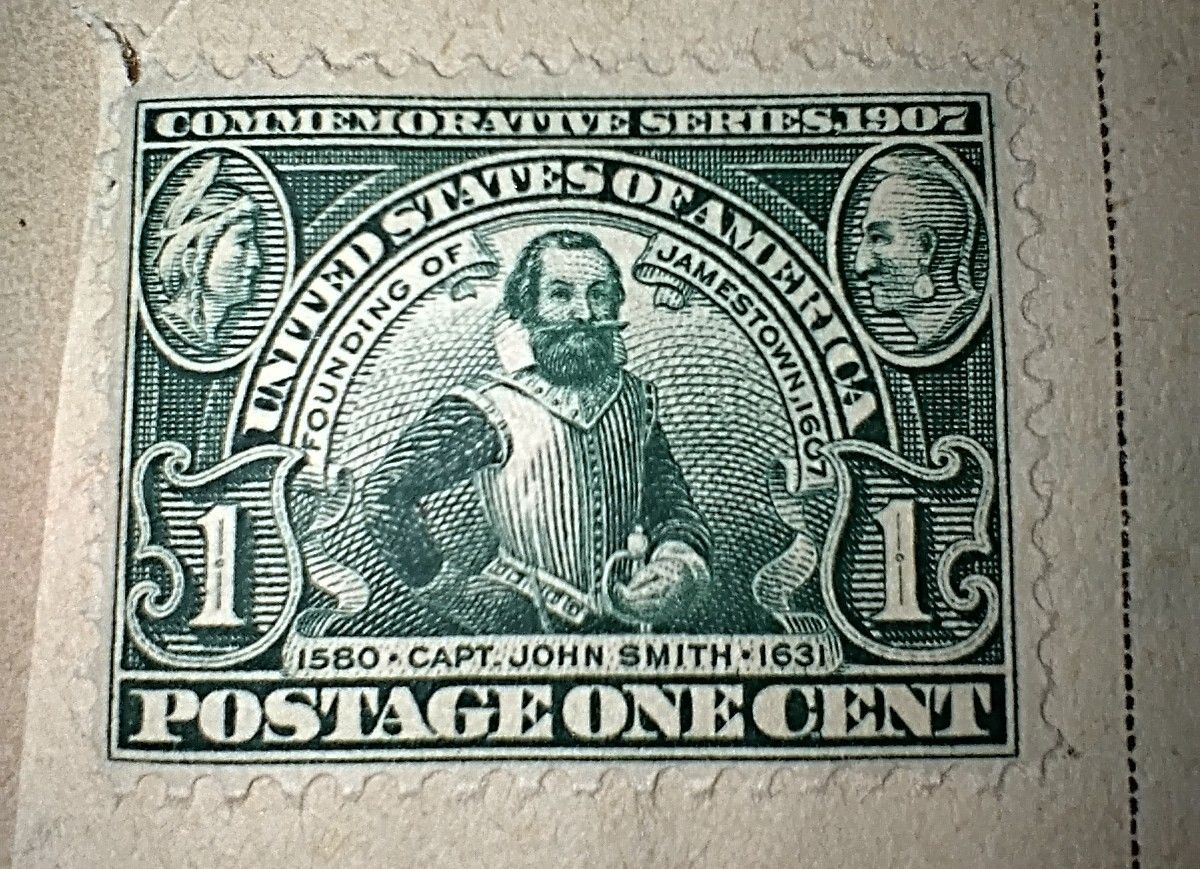 COMMEMORATIVE SERIES, 1907
UNITED STATES OF AMERICA
FOUNDING OF JAMESTOWN, 1607
1 1
1580 • CAPT. JOHN SMITH • 1631
POSTAGE ONE CENT